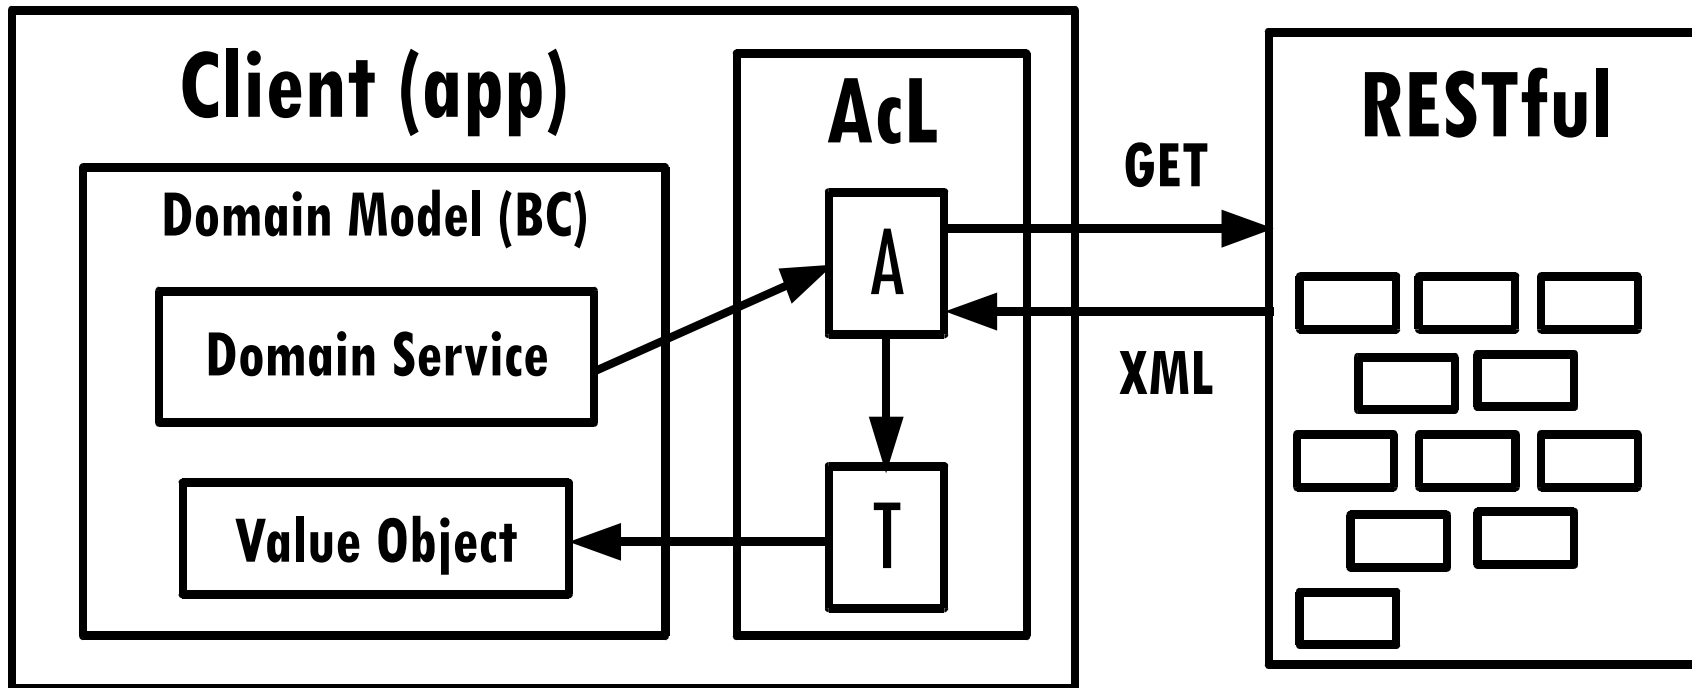 Client (app)
AcL
RESTful
GET
Domain Model (BC)
A
Domain Service
XML
T
Value Object